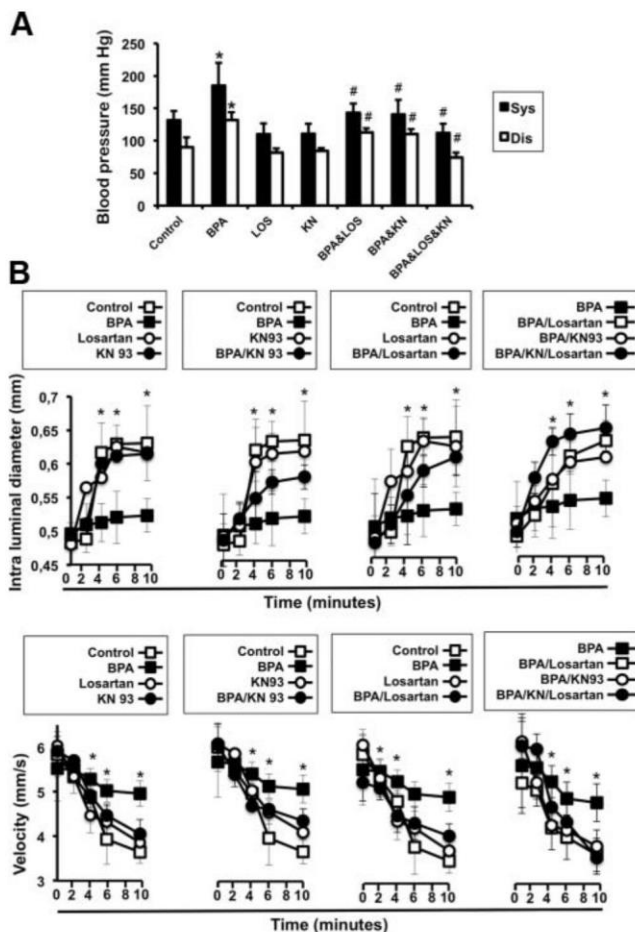 A
Blood pressure (mm Hg)
250
200
150
100
50
0
*
*
#
#
#
#
#
#
Sys
Dis
Control
BPA
LOS
KN
BPA&LOS
BPA&KN
BPA&LOS&KN
B
Control
BPA
Losartan
KN 93
Control
BPA
KN93
BPA/KN 93
Control
BPA
Losartan
BPA/Losartan
BPA
BPA/Losartan
BPA/KN93
BPA/KN/Losartan
Intra luminal diameter (mm)
0,7
0,65
0,6
0,55
0,5
0,45
* * *
* * *
* * *
* * *
0 2 4 6 8 10
0 2 4 6 8 10
0 2 4 6 8 10
0 2 4 6 8 10
Time (minutes)
Control
BPA
Losartan
KN 93
Control
BPA
KN93
BPA/KN 93
Control
BPA
Losartan
BPA/Losartan
BPA
BPA/Losartan
BPA/KN93
BPA/KN/Losartan
Velocity (mm/s)
6
5
4
3
* * *
* * *
* * *
* * *
0 2 4 6 8 10
0 2 4 6 8 10
0 2 4 6 8 10
0 2 4 6 8 10
Time (minutes)